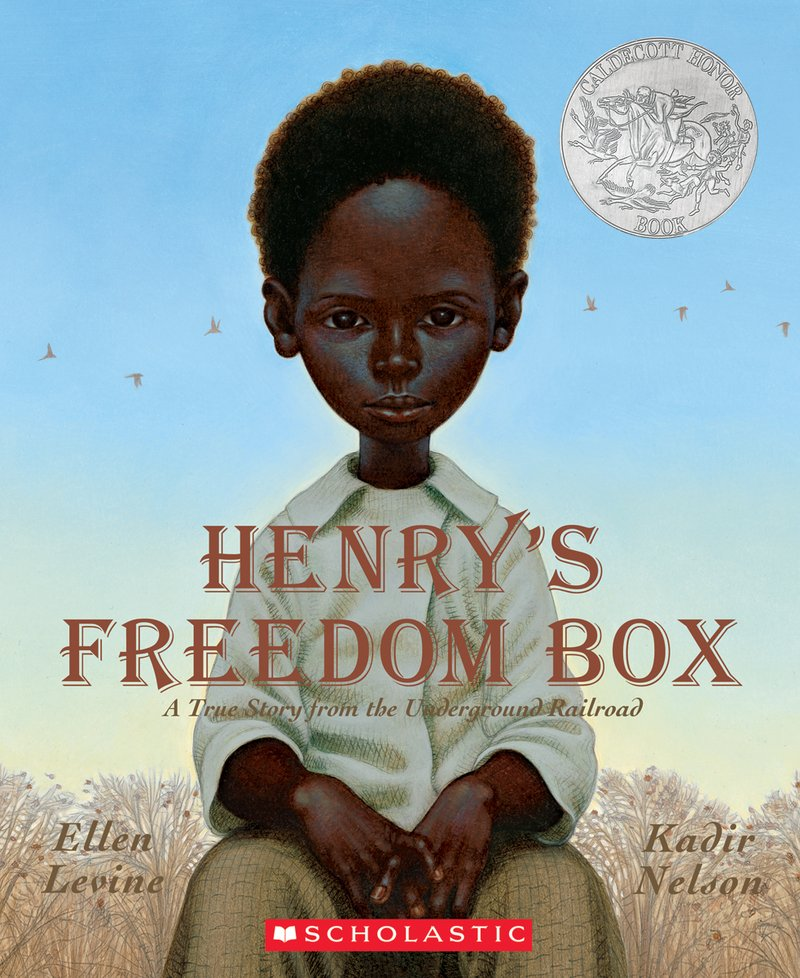 CALDECOTT HONOR
BOOK
HENRY'S
FREEDOM BOX
A True Story from the Underground Railroad
Ellen
Levine
Kadir
Nelson
SCHOLASTIC